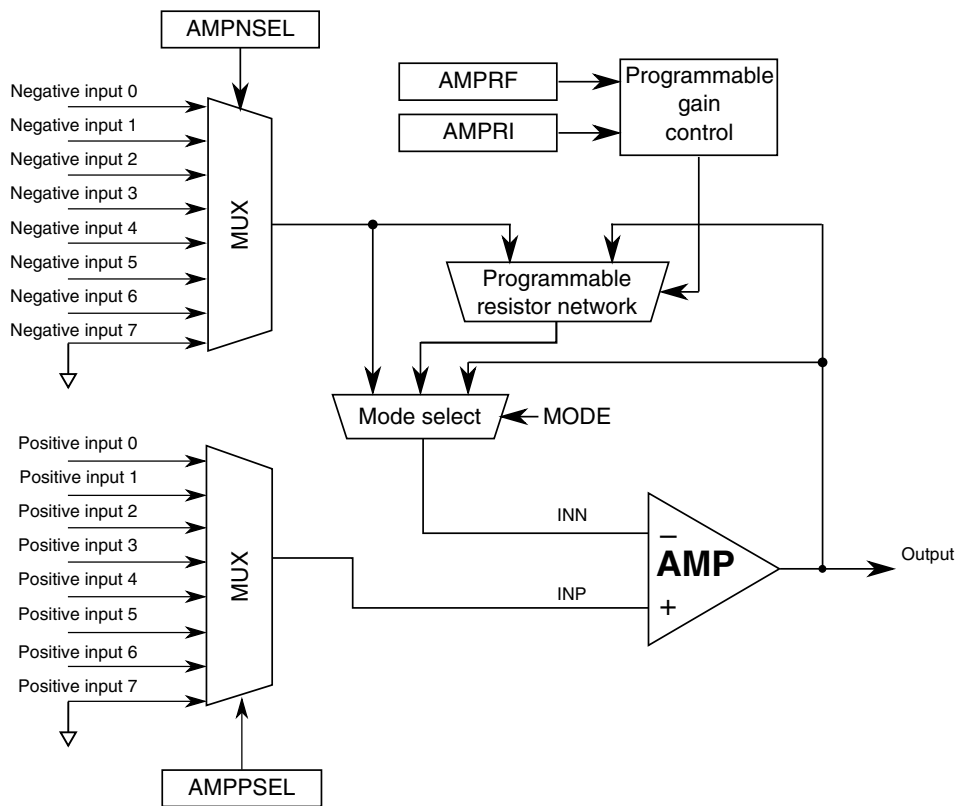 AMPNSEL
Negative input 0
Negative input 1
Negative input 2
Negative input 3
Negative input 4
Negative input 5
Negative input 6
Negative input 7
MUX
AMPRF
AMPRI
Programmable
gain
control
Programmable
resistor network
Mode select
MODE
Positive input 0
Positive input 1
Positive input 2
Positive input 3
Positive input 4
Positive input 5
Positive input 6
Positive input 7
MUX
INN
INP
−
AMP
+
Output
AMPPSEL